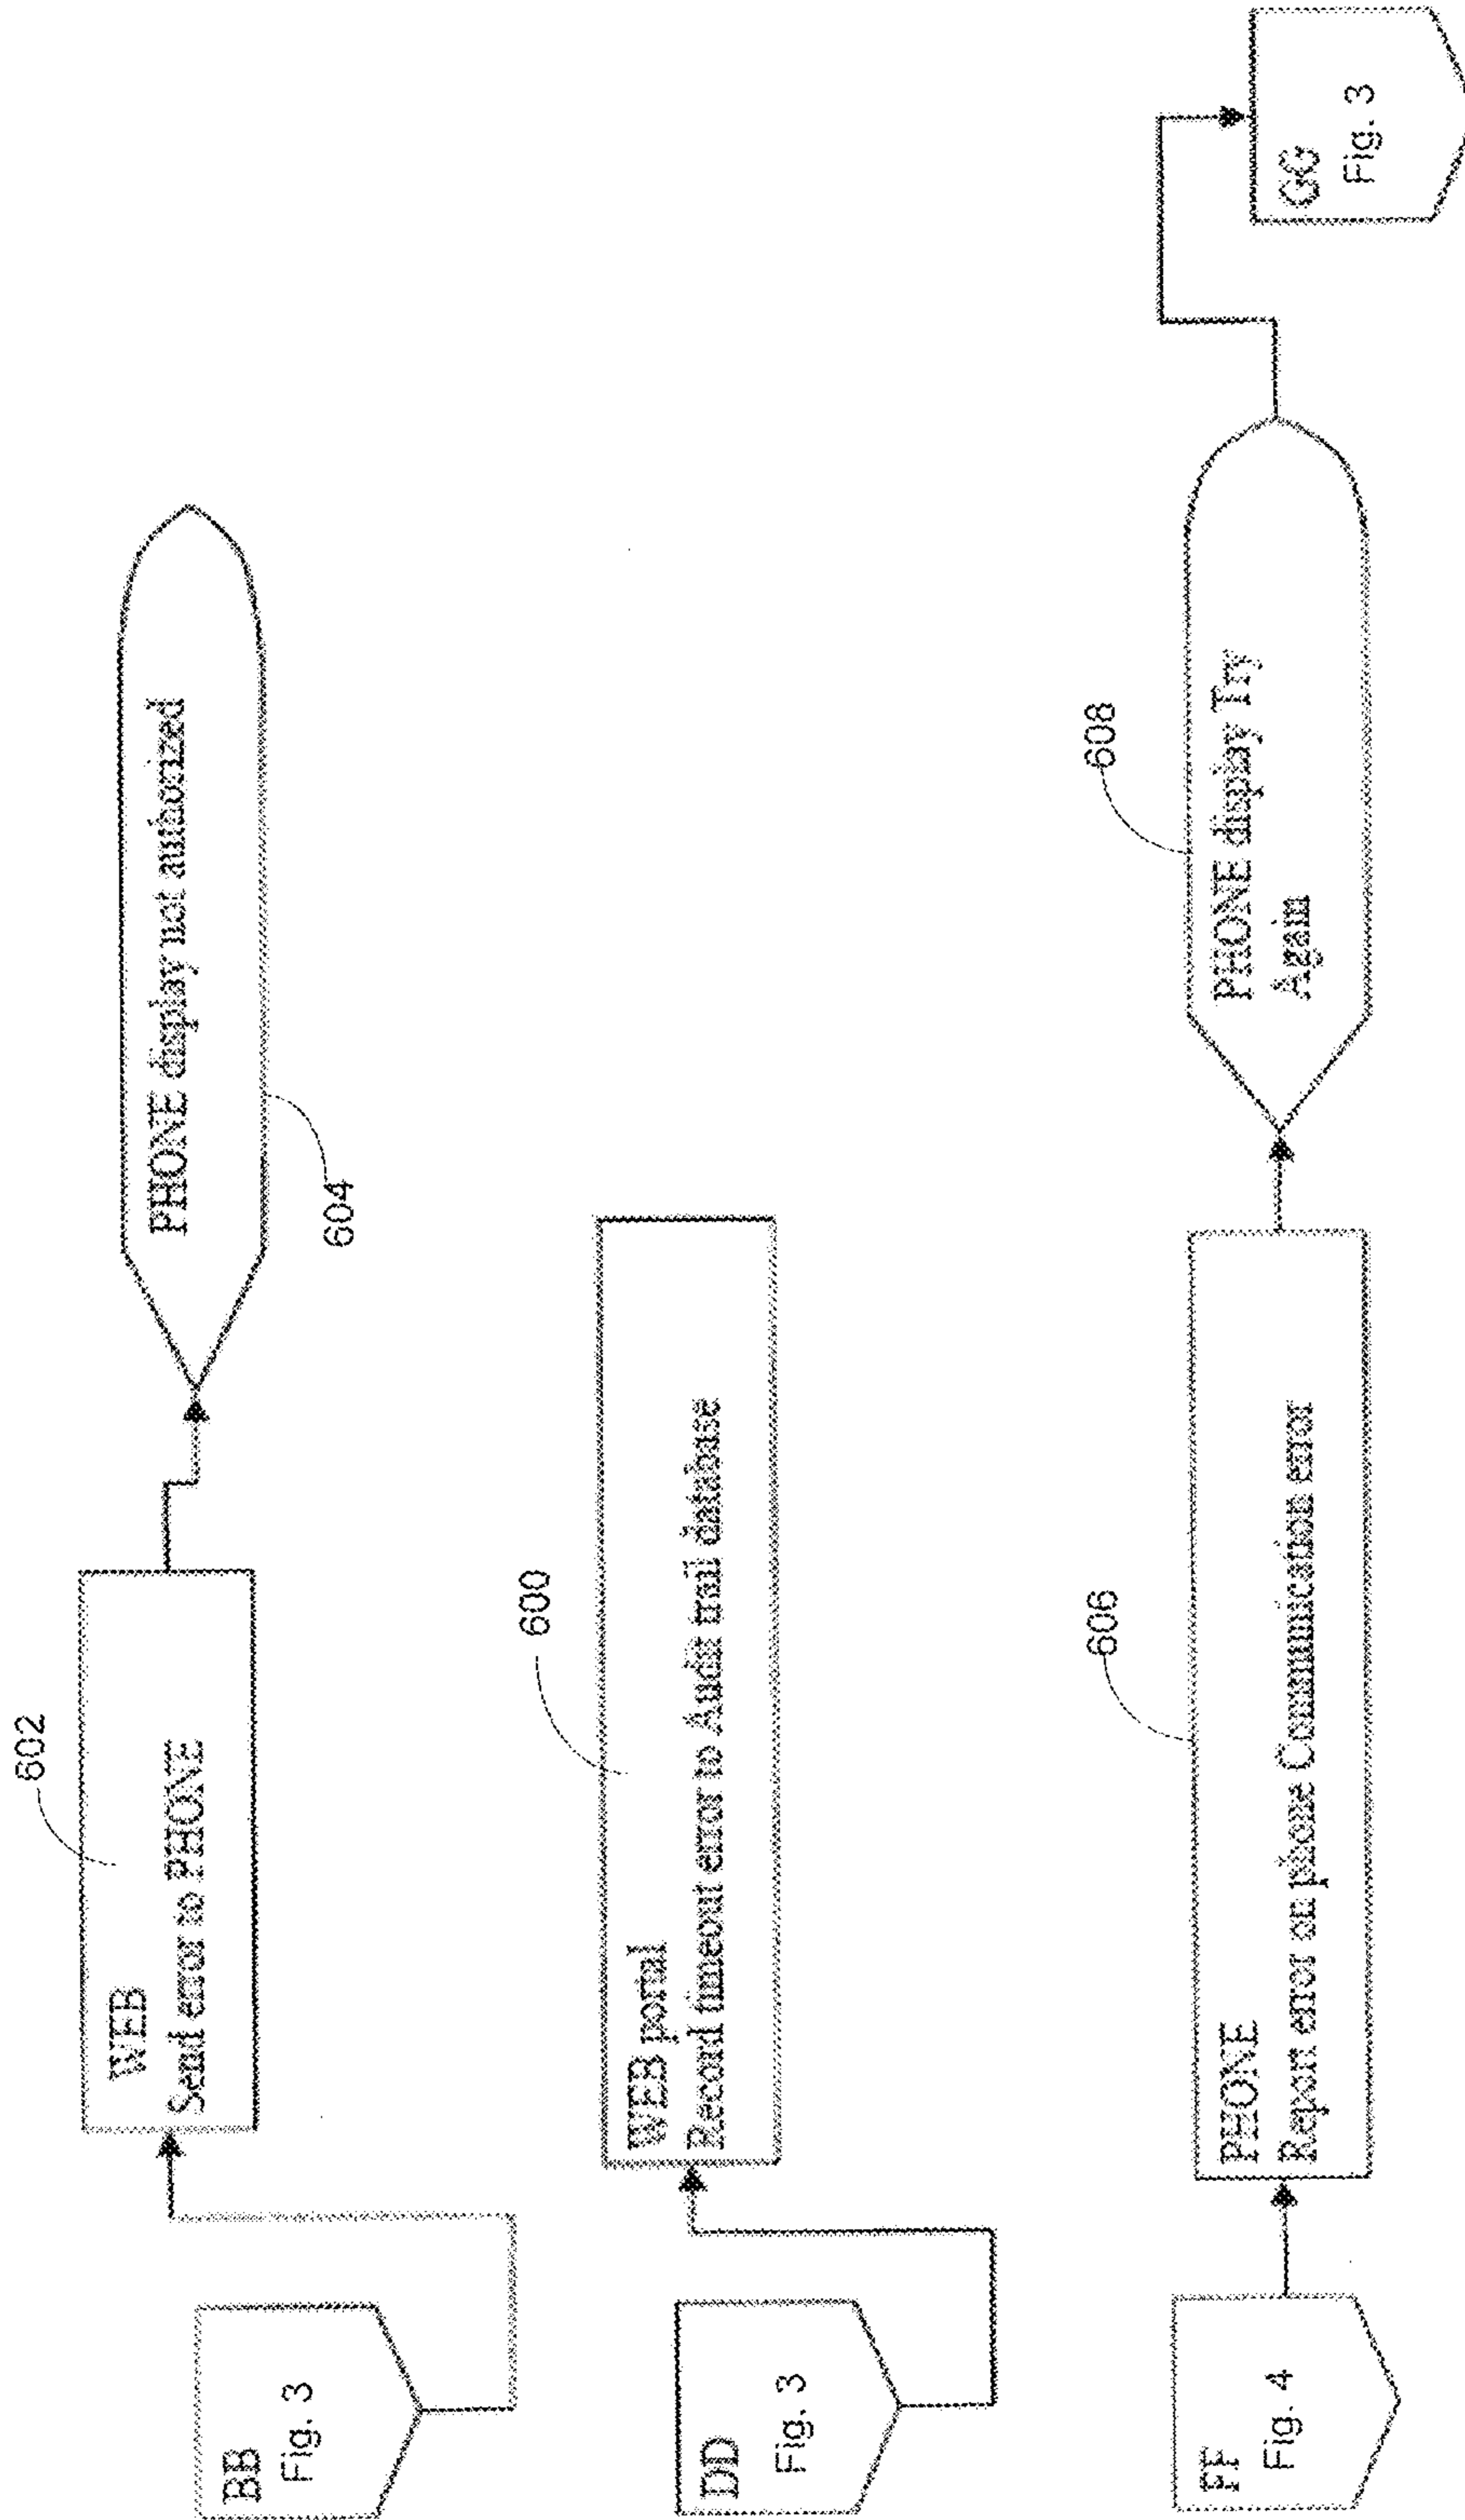 BB
Fig. 3
602
WEB
Send error to PHONE
PHONE display not authorized
604
DD
Fig. 3
600
WEB portal
Record timeout error to Audit trail database
FF
Fig. 4
606
PHONE
Report error on phone Communication error
608
PHONE display Try
Again
GG
Fig. 3